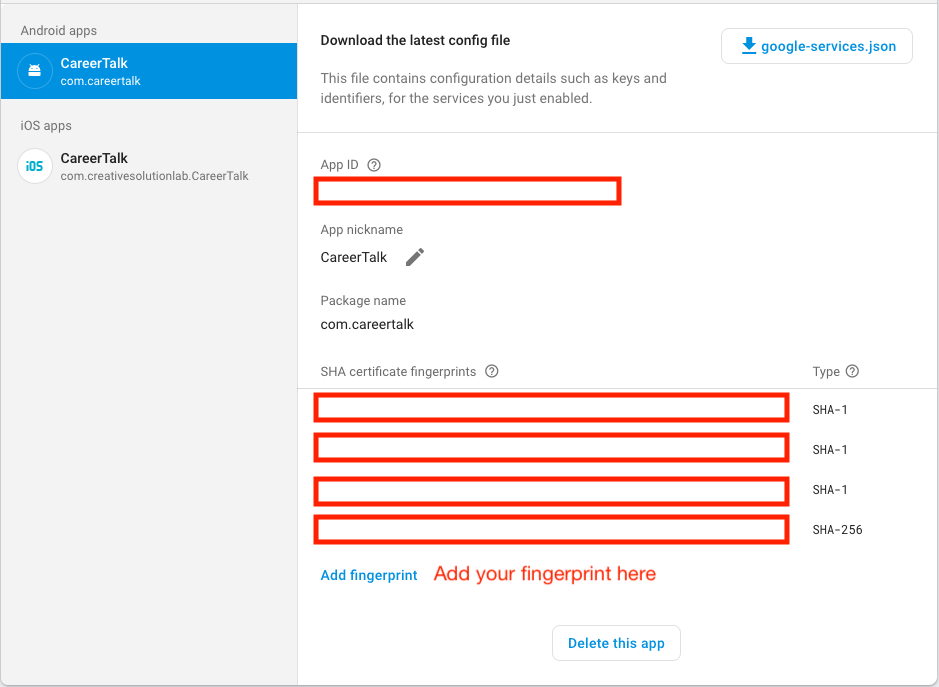 Android apps
CareerTalk
com.careertalk
iOS apps
iOS
CareerTalk
com.creativesolutionlab.CareerTalk
Download the latest config file
google-services.json
This file contains configuration details such as keys and
identifiers, for the services you just enabled.
App ID ?
App nickname
CareerTalk
Package name
com.careertalk
SHA certificate fingerprints ? Type ?
SHA-1
SHA-1
SHA-1
SHA-256
Add fingerprint Add your fingerprint here
Delete this app